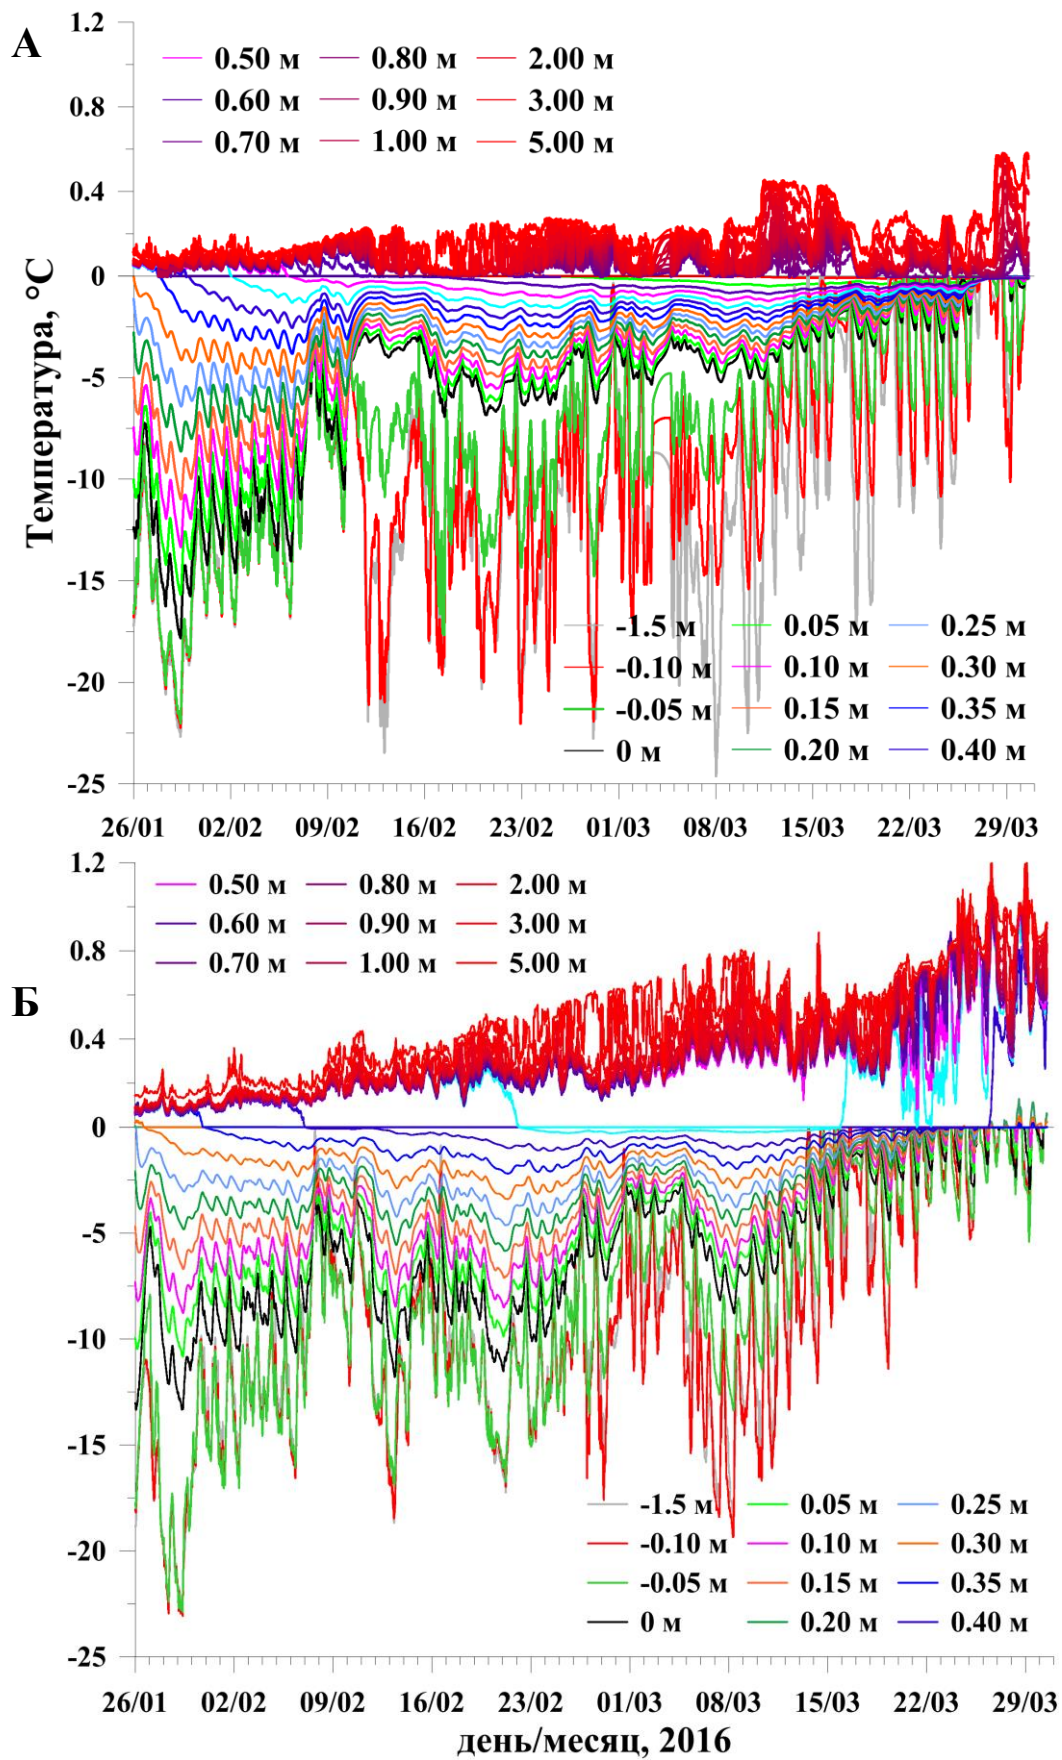 А
1.2
0.8
0.4
0
-5
-10
-15
-20
-25
Температура, °С
0.50 м 0.80 м 2.00 м
0.60 м 0.90 м 3.00 м
0.70 м 1.00 м 5.00 м
-1.5 м 0.05 м 0.25 м
-0.10 м 0.10 м 0.30 м
-0.05 м 0.15 м 0.35 м
0 м 0.20 м 0.40 м
26/01 02/02 09/02 16/02 23/02 01/03 08/03 15/03 22/03 29/03
Б
1.2
0.8
0.4
0
-5
-10
-15
-20
-25
0.50 м 0.80 м 2.00 м
0.60 м 0.90 м 3.00 м
0.70 м 1.00 м 5.00 м
-1.5 м 0.05 м 0.25 м
-0.10 м 0.10 м 0.30 м
-0.05 м 0.15 м 0.35 м
0 м 0.20 м 0.40 м
26/01 02/02 09/02 16/02 23/02 01/03 08/03 15/03 22/03 29/03
день/месяц, 2016